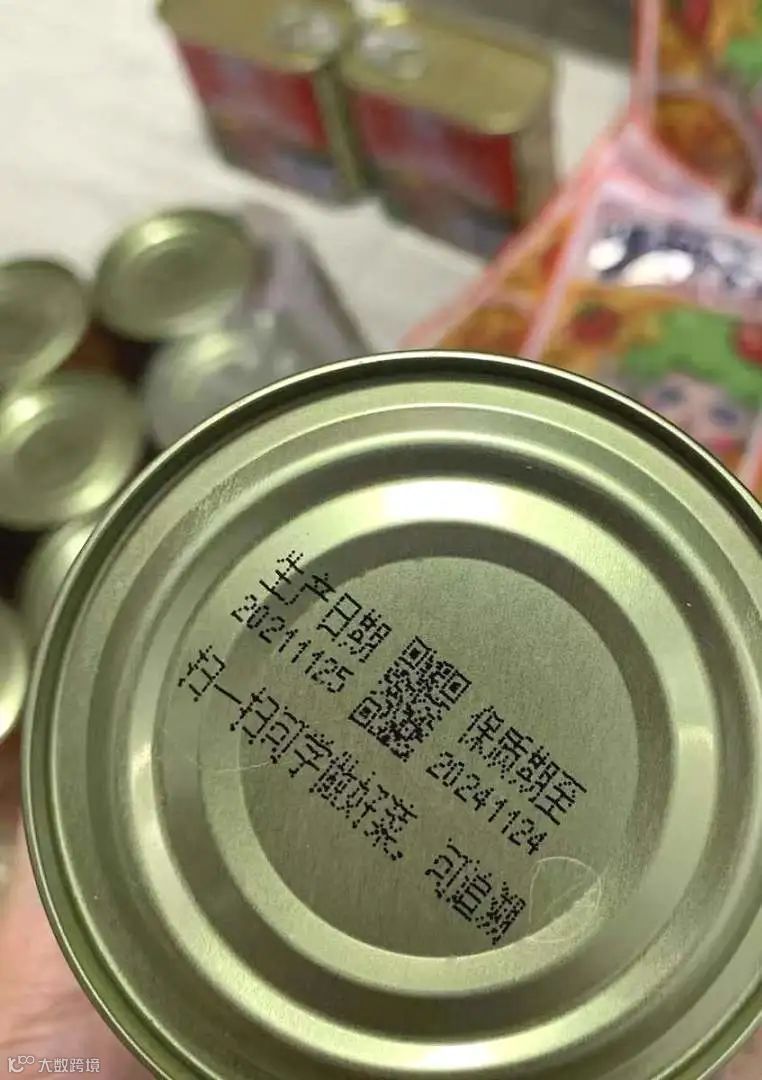 生产日期
20211125
保质期至
20241124
扫一扫可学做好菜，可追溯
大数跨境